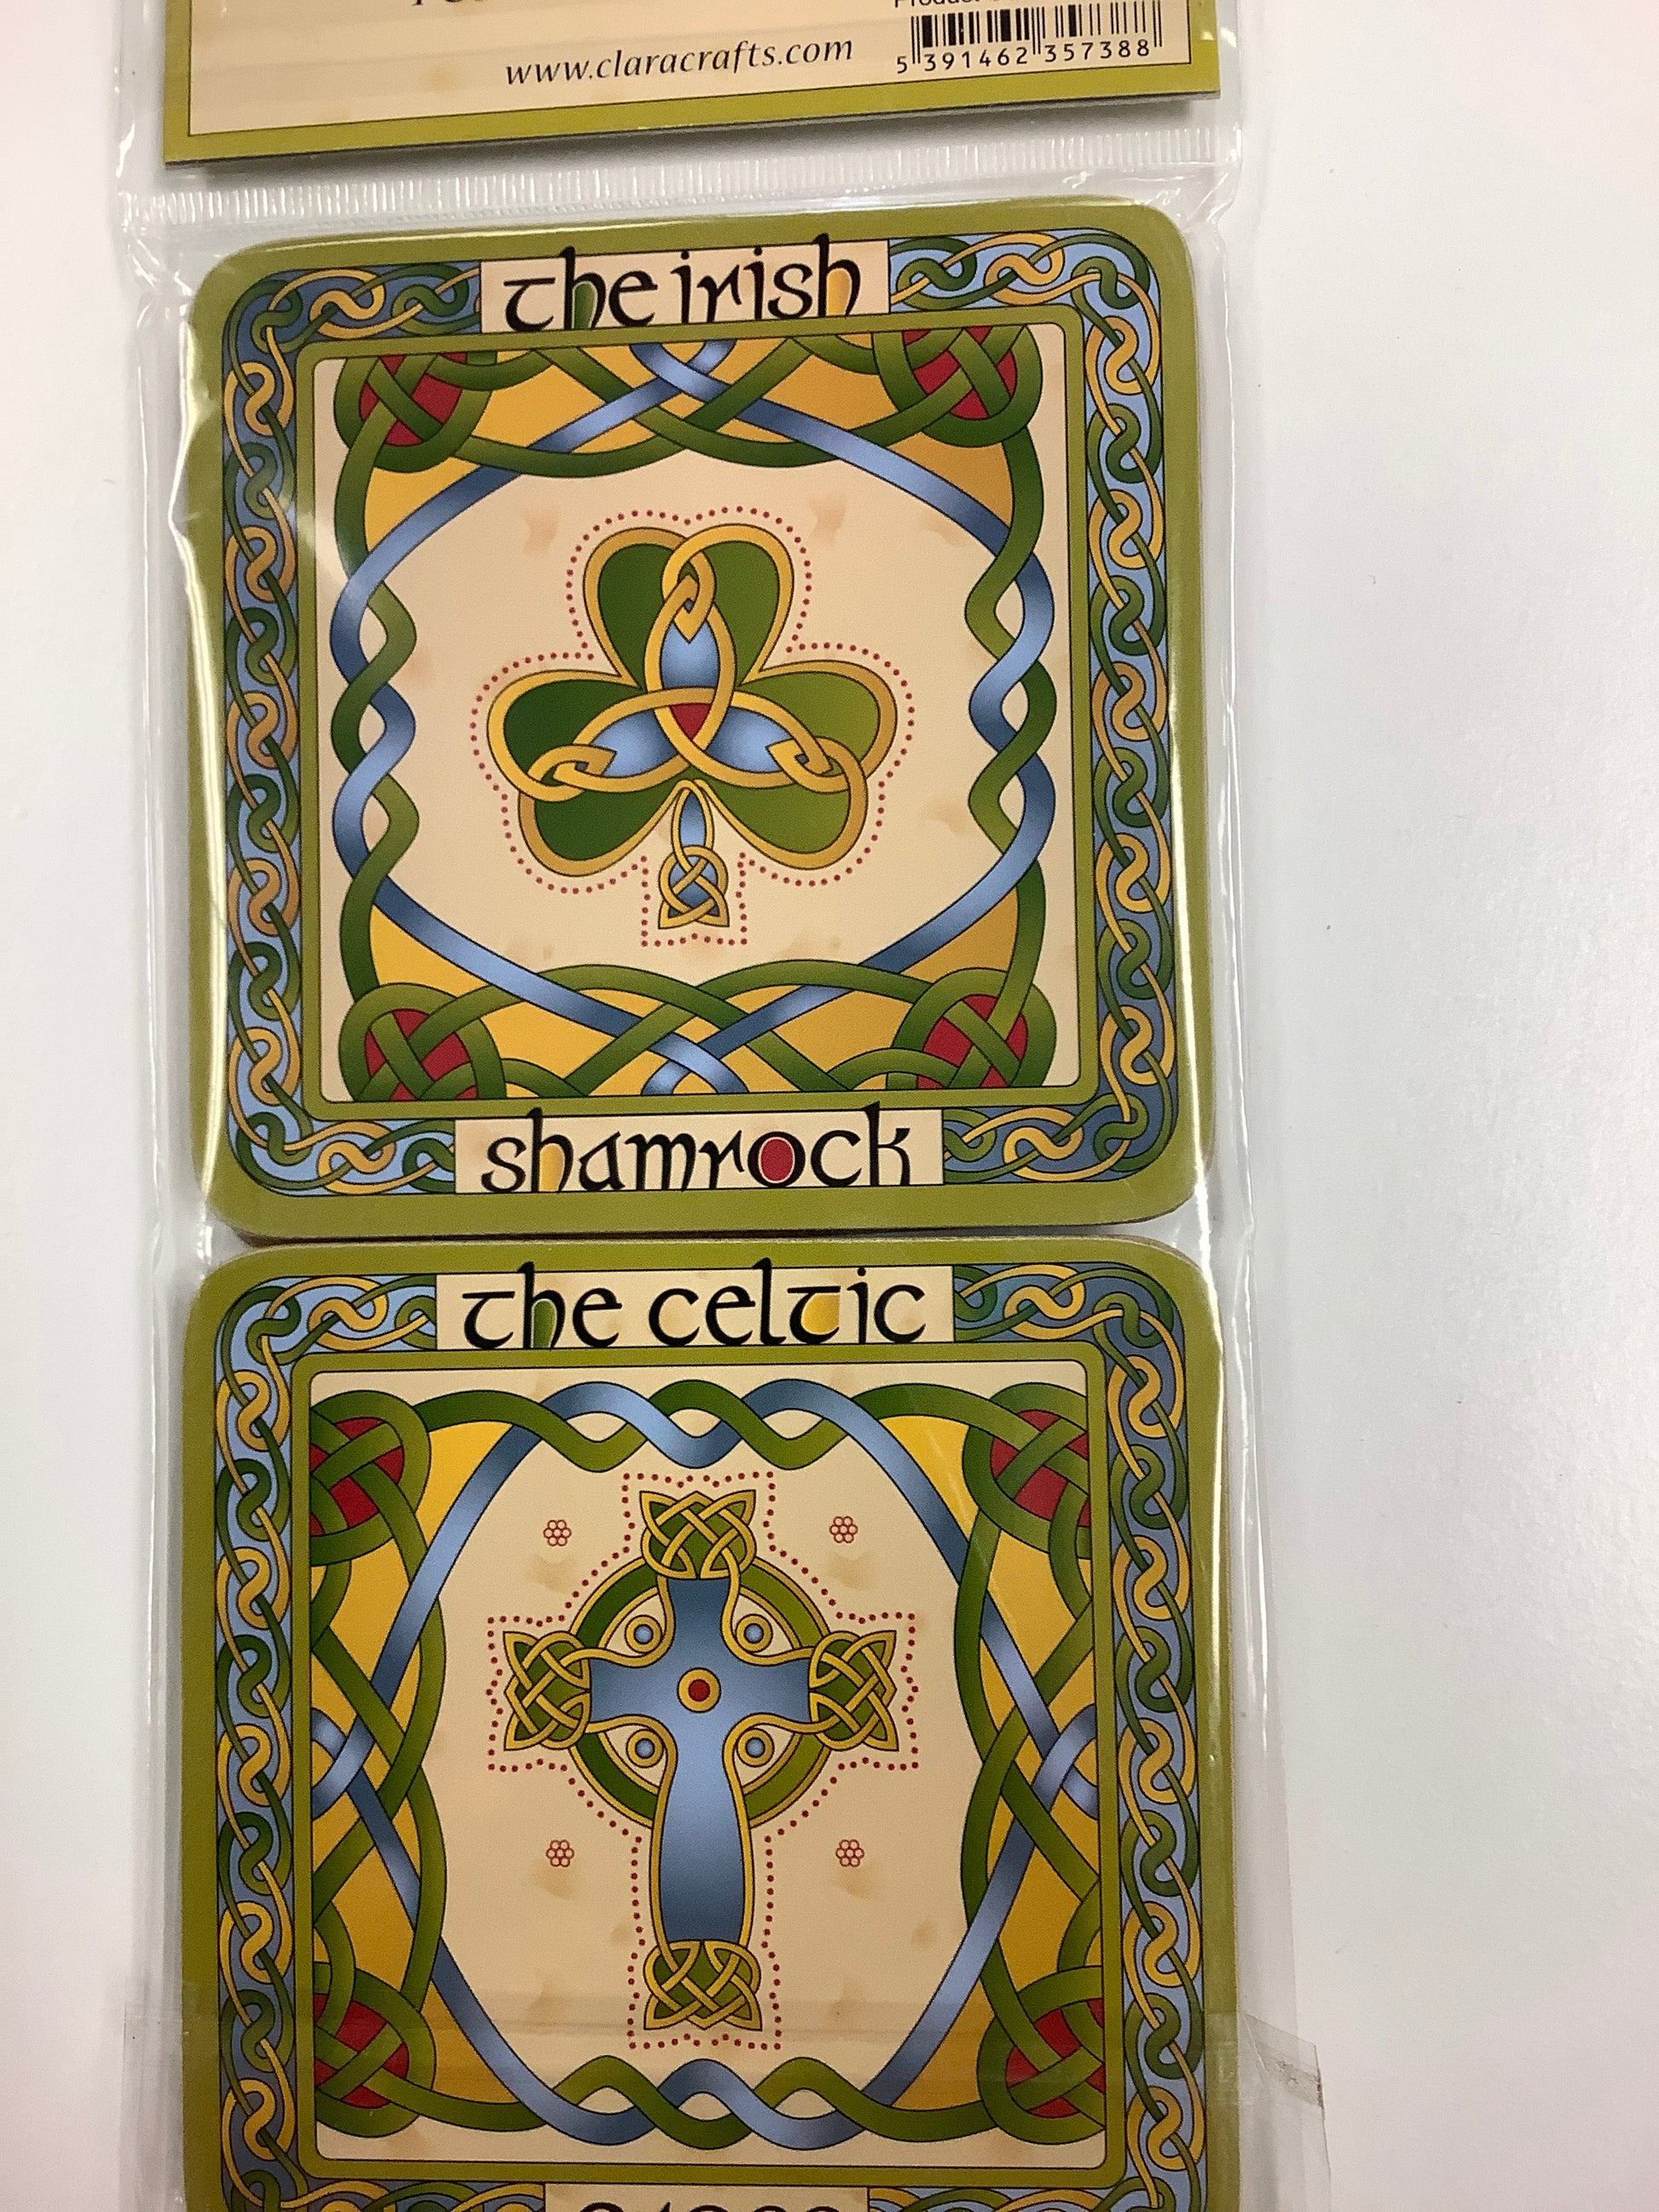 www.claracrafts.com
5 391462 357388
the irish
shamrock
the celtic